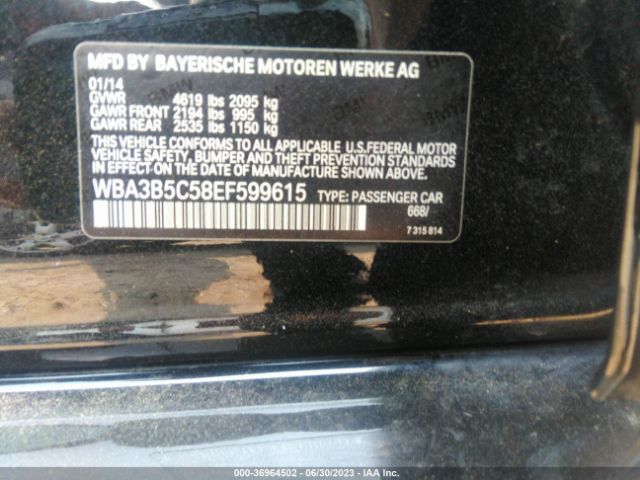 MFD BY BAYERISCHE MOTOREN WERKE AG
01/14
GVWR 4619 lbs 2095 kg
GAWR FRONT 2194 lbs 995 kg
GAWR REAR 2535 lbs 1150 kg
THIS VEHICLE CONFORMS TO ALL APPLICABLE U.S.FEDERAL MOTOR
VEHICLE SAFETY, BUMPER AND THEFT PREVENTION STANDARDS
IN EFFECT ON THE DATE OF MANUFACTURE SHOWN ABOVE.
WBA3B5C58EF599615 TYPE: PASSENGER CAR
668/
7 315 814
000-36964502 / 06/30/2023 - IAA Inc.